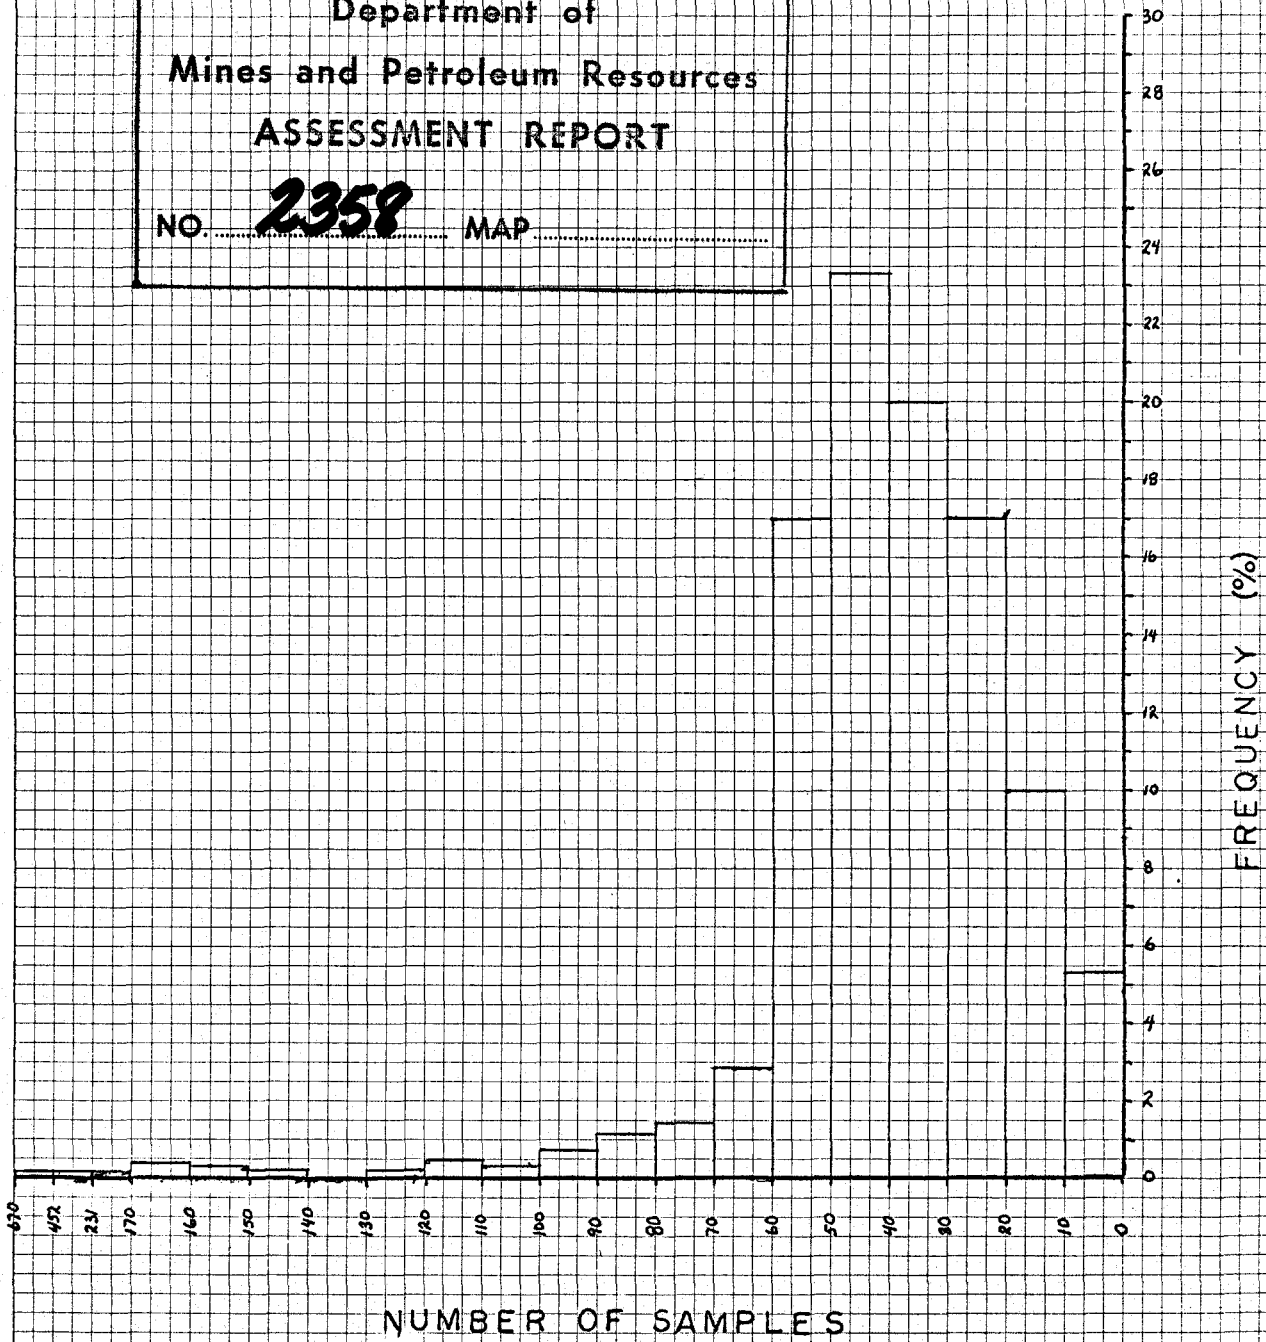 Department of
Mines and Petroleum Resources
ASSESSMENT REPORT
NO. 2358 MAP
30
28
26
24
22
20
18
16
14
12
10
8
6
4
2
0
FREQUENCY (%)
670 452 231 170 160 150 140 130 120 110 100 90 80 70 60 50 40 30 20 10 0
NUMBER OF SAMPLES